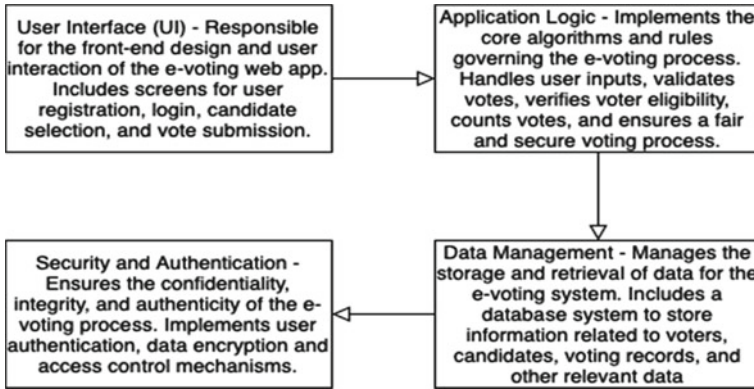 User Interface (UI) - Responsible
for the front-end design and user
interaction of the e-voting web app.
Includes screens for user
registration, login, candidate
selection, and vote submission.
Application Logic - Implements the
core algorithms and rules
governing the e-voting process.
Handles user inputs, validates
votes, verifies voter eligibility,
counts votes, and ensures a fair
and secure voting process.
Security and Authentication -
Ensures the confidentiality,
integrity, and authenticity of the e-
voting process. Implements user
authentication, data encryption and
access control mechanisms.
Data Management - Manages the
storage and retrieval of data for the
e-voting system. Includes a
database system to store
information related to voters,
candidates, voting records, and
other relevant data